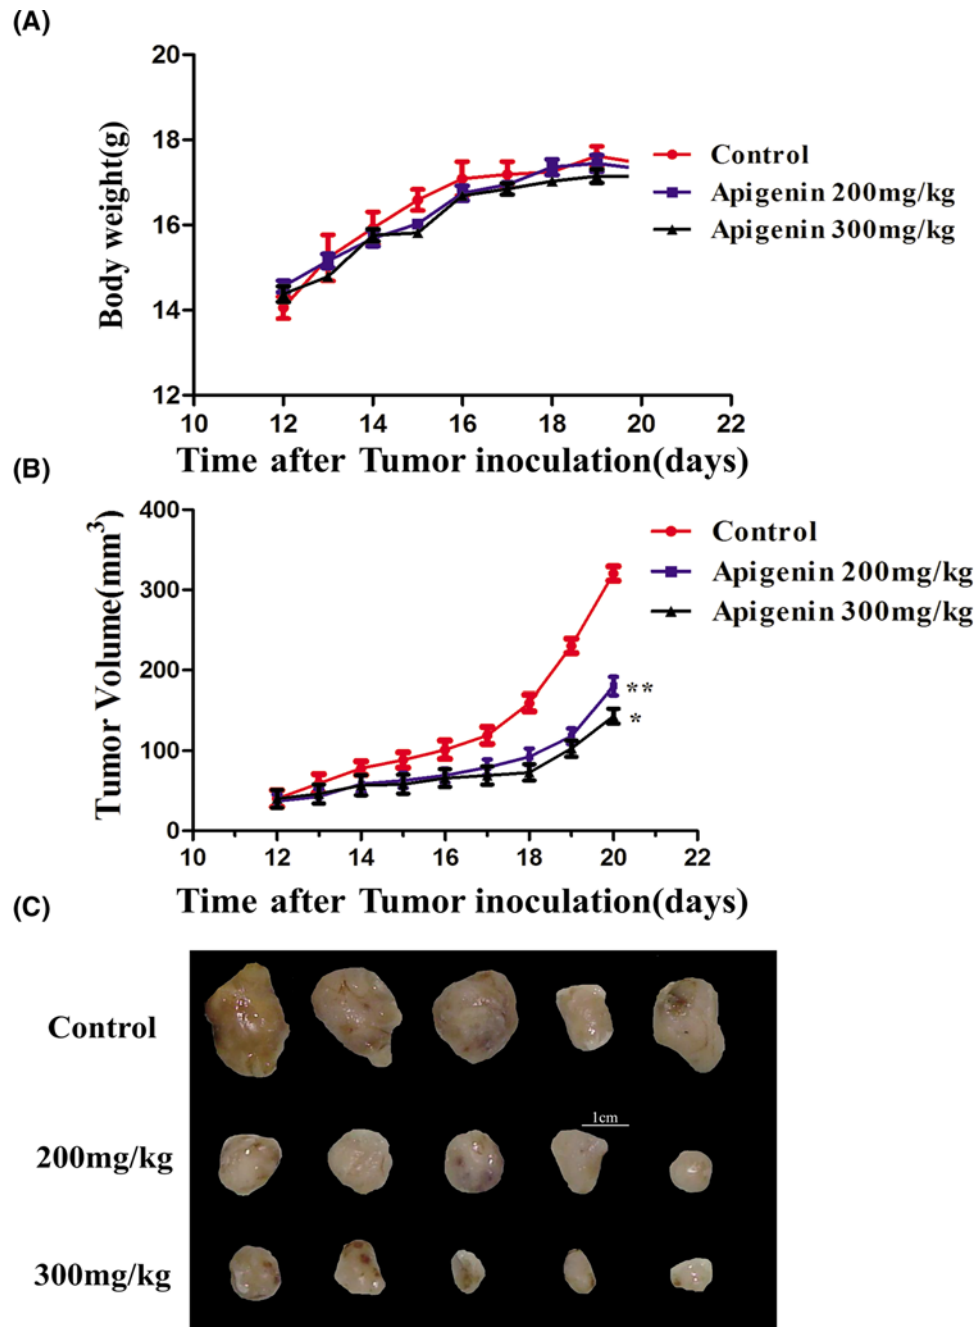 (A)
20
18
16
14
12
Body weight(g)
10 12 14 16 18 20 22
Time after Tumor inoculation(days)
Control
Apigenin 200mg/kg
Apigenin 300mg/kg
(B)
400
300
200
100
0
Tumor Volume(mm³)
10 12 14 16 18 20 22
Time after Tumor inoculation(days)
Control
Apigenin 200mg/kg
Apigenin 300mg/kg
**
*
(C)
Control
1cm
200mg/kg
300mg/kg